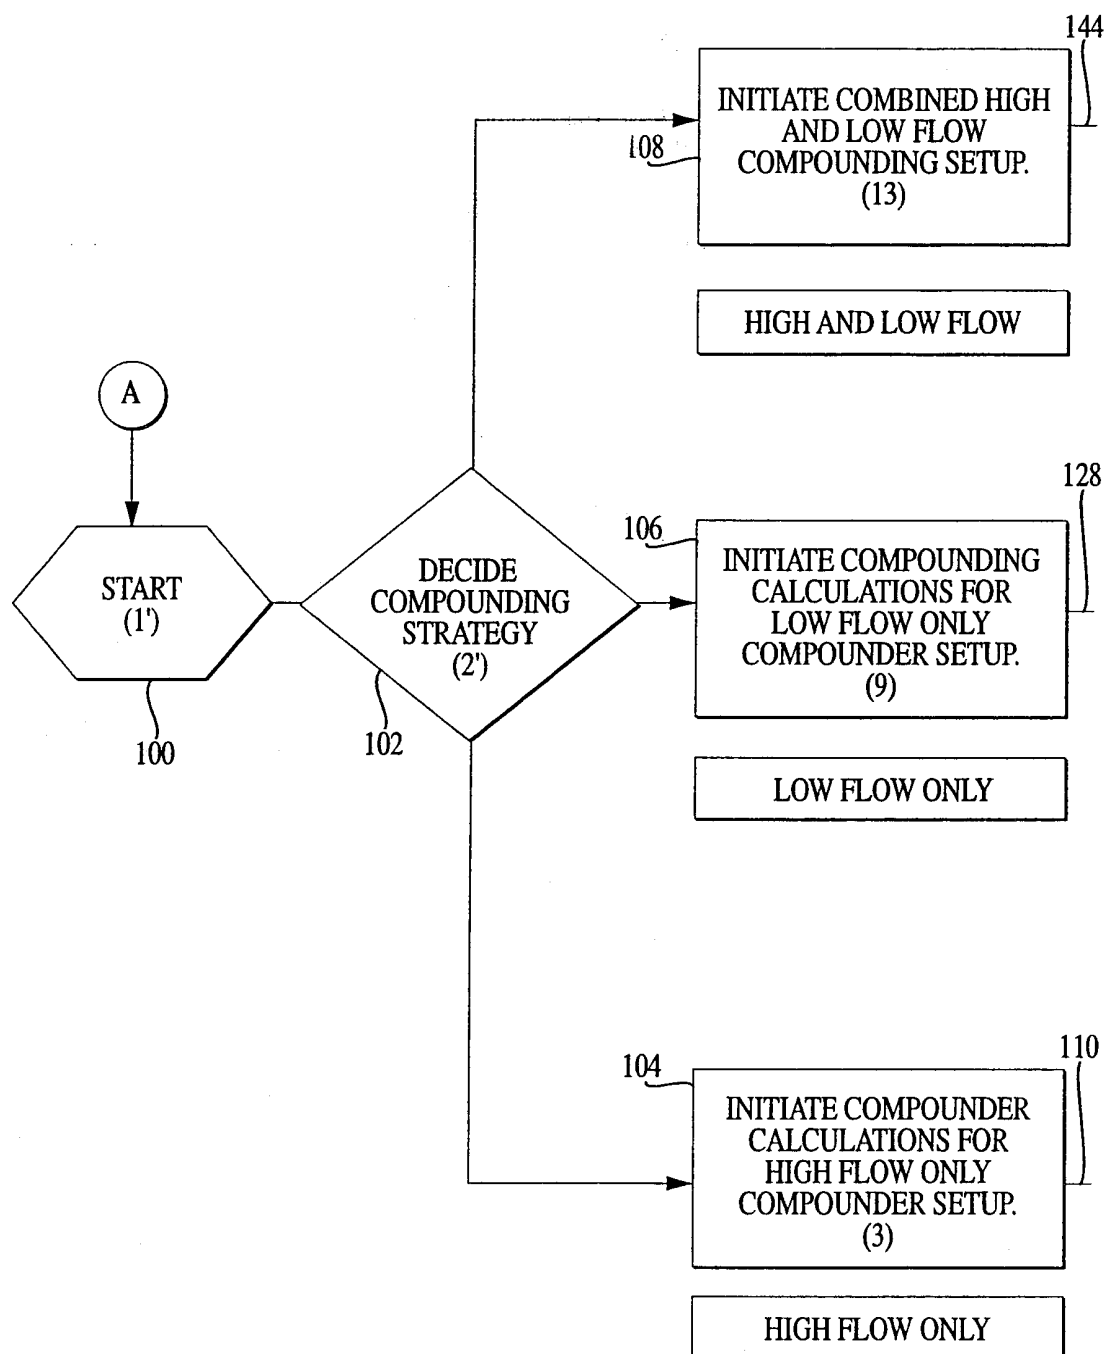 144
INITIATE COMBINED HIGH
AND LOW FLOW
COMPOUNDING SETUP.
(13)
108
HIGH AND LOW FLOW
A
START
(1')
100
DECIDE
COMPOUNDING
STRATEGY
(2')
102
128
106
INITIATE COMPOUNDING
CALCULATIONS FOR
LOW FLOW ONLY
COMPOUNDER SETUP.
(9)
LOW FLOW ONLY
110
104
INITIATE COMPOUNDER
CALCULATIONS FOR
HIGH FLOW ONLY
COMPOUNDER SETUP.
(3)
HIGH FLOW ONLY